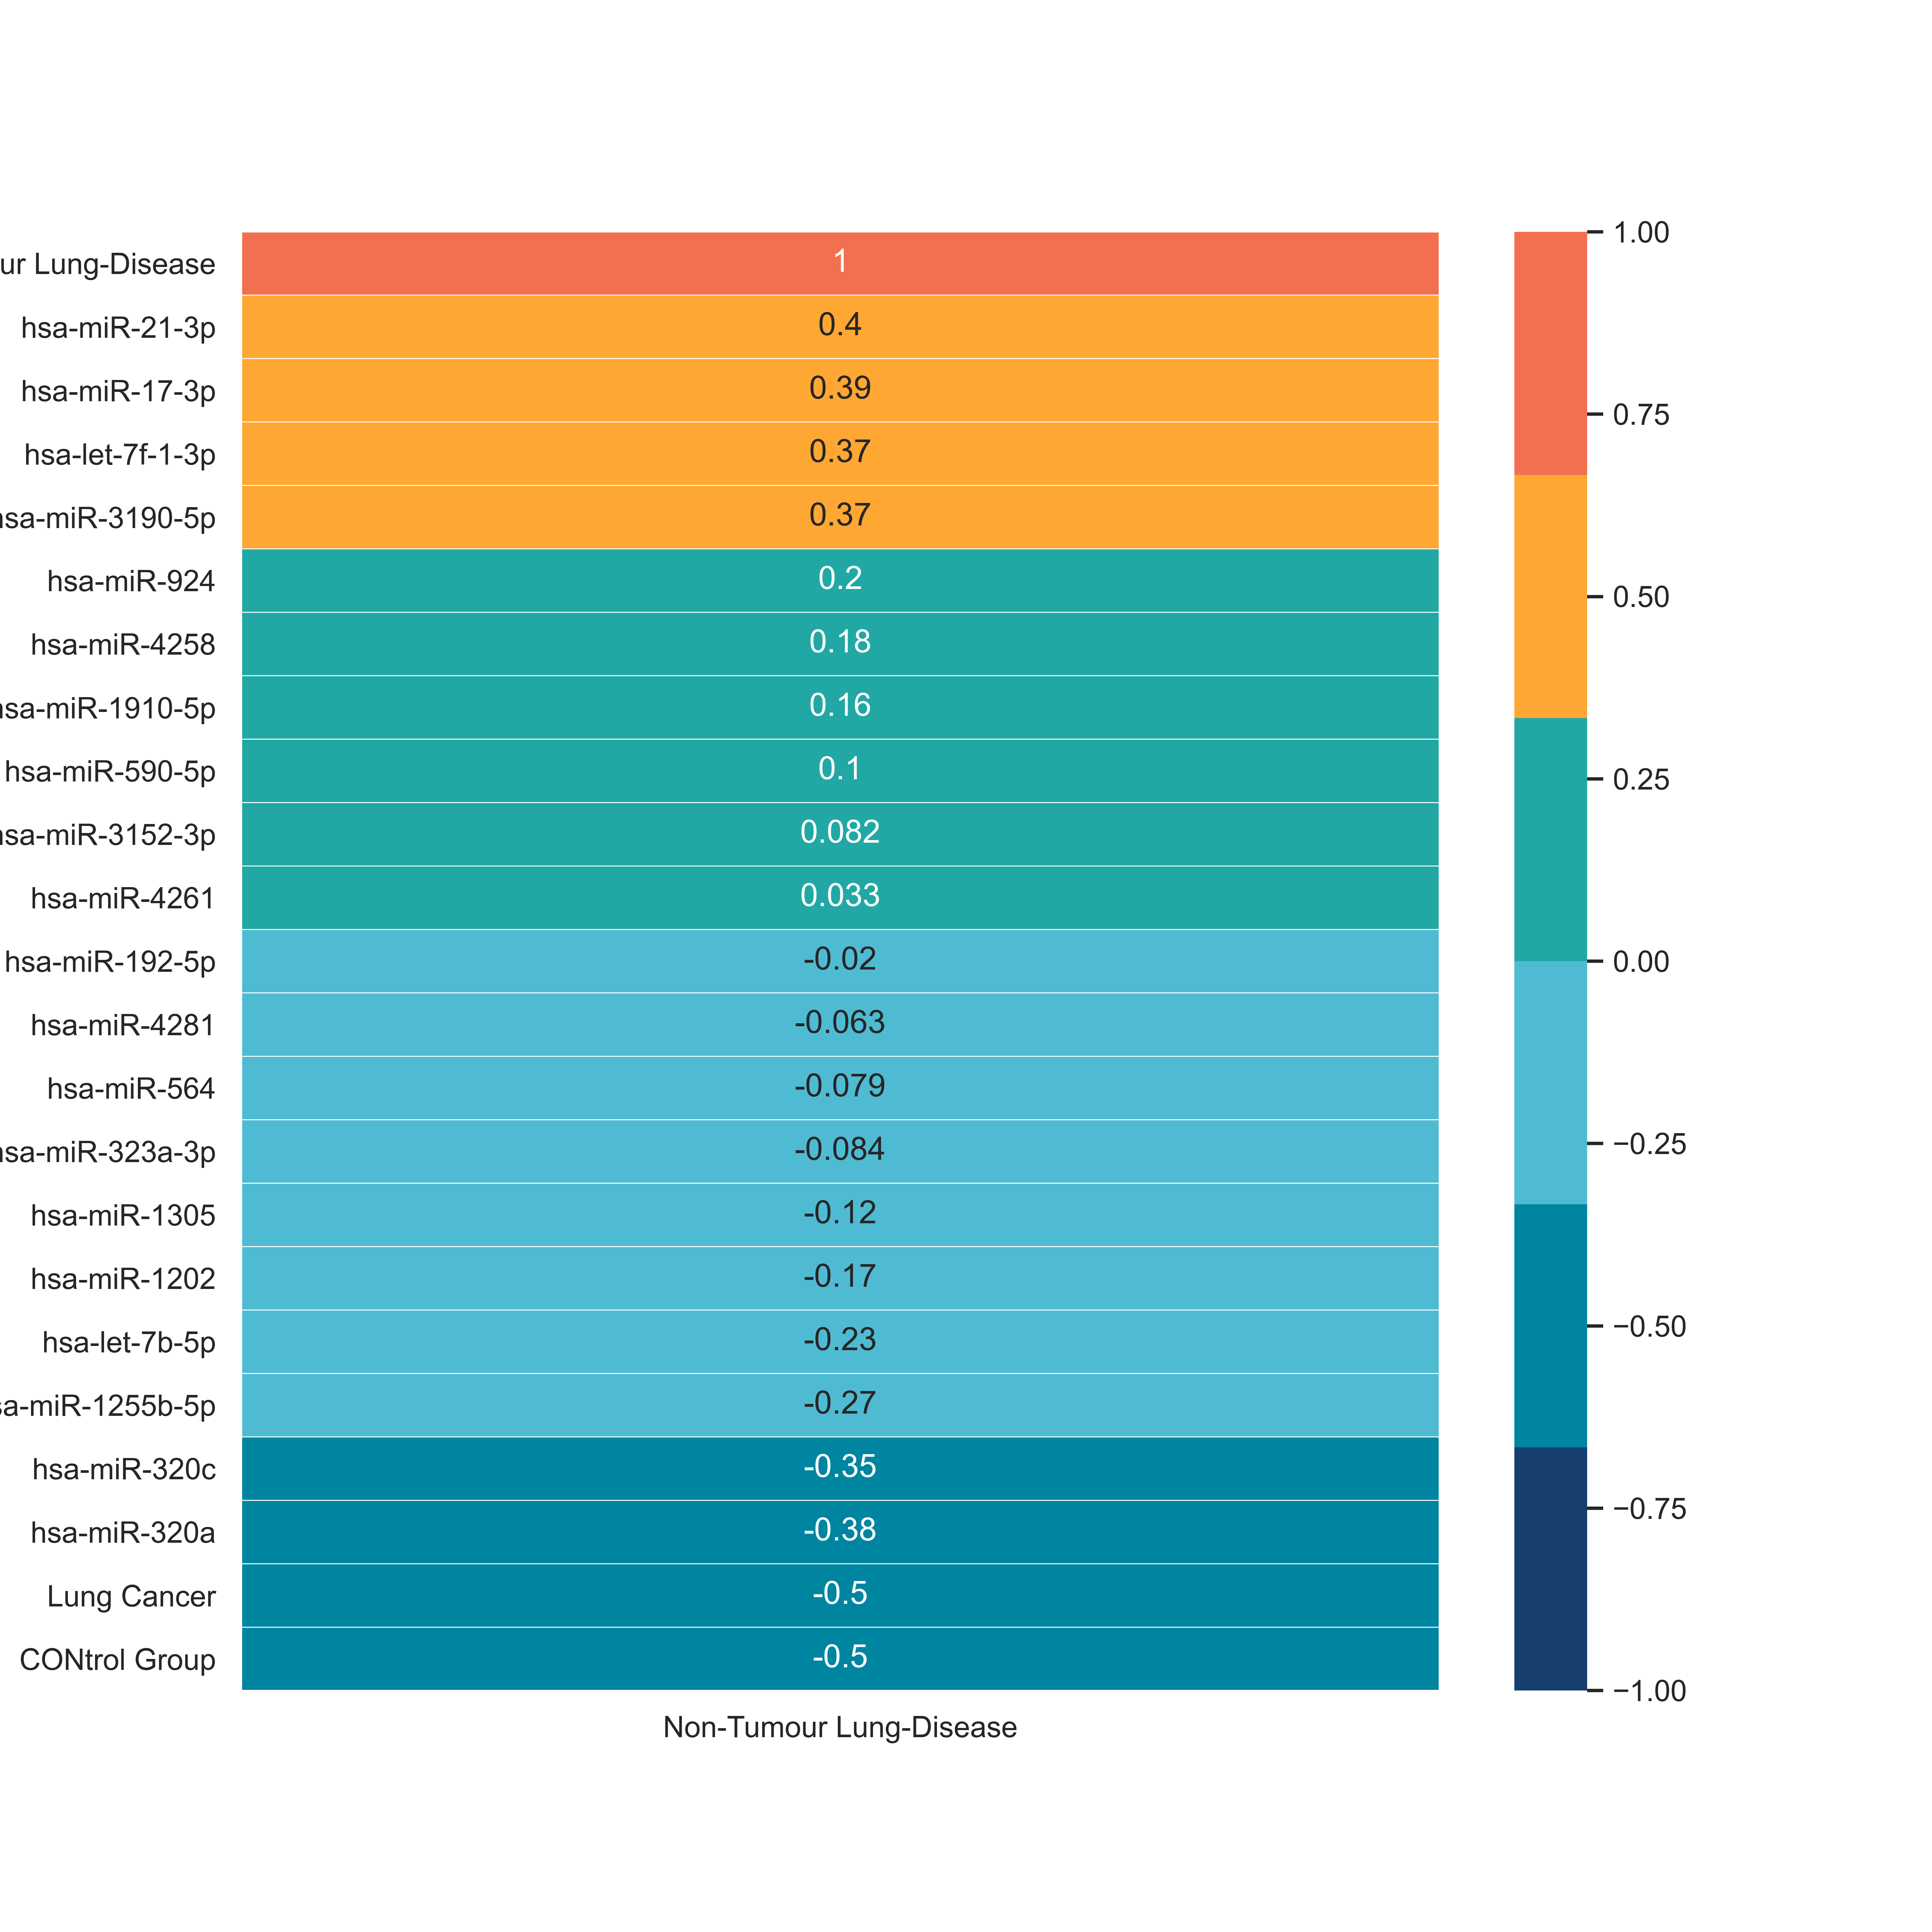 ur Lung-Disease 1
hsa-miR-21-3p 0.4
hsa-miR-17-3p 0.39
hsa-let-7f-1-3p 0.37
hsa-miR-3190-5p 0.37
hsa-miR-924 0.2
hsa-miR-4258 0.18
hsa-miR-1910-5p 0.16
hsa-miR-590-5p 0.1
hsa-miR-3152-3p 0.082
hsa-miR-4261 0.033
hsa-miR-192-5p -0.02
hsa-miR-4281 -0.063
hsa-miR-564 -0.079
hsa-miR-323a-3p -0.084
hsa-miR-1305 -0.12
hsa-miR-1202 -0.17
hsa-let-7b-5p -0.23
sa-miR-1255b-5p -0.27
hsa-miR-320c -0.35
hsa-miR-320a -0.38
Lung Cancer -0.5
CONtrol Group -0.5
Non-Tumour Lung-Disease
1.00
0.75
0.50
0.25
0.00
−0.25
−0.50
−0.75
−1.00